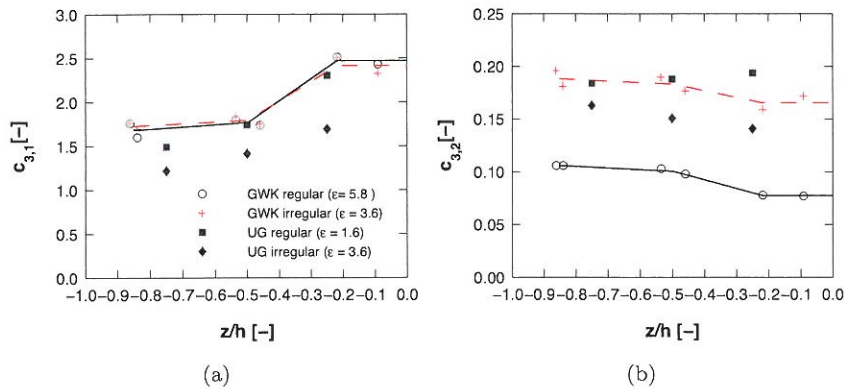 3.0
2.5
2.0
1.5
1.0
0.5
0.0
c3,1 [−]
GWK regular (ε= 5.8 )
GWK irregular (ε = 3.6)
UG regular (ε = 1.6)
UG irregular (ε = 3.6)
−1.0−0.9−0.8−0.7−0.6−0.5−0.4−0.3−0.2−0.1 0.0
z/h [−]
(a)
0.25
0.20
0.15
0.10
0.05
0.00
c3,2 [−]
−1.0−0.9−0.8−0.7−0.6−0.5−0.4−0.3−0.2−0.1 0.0
z/h [−]
(b)